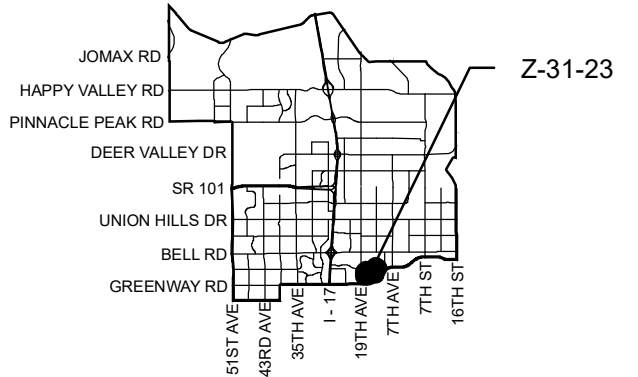 JOMAX RD
Z-31-23
HAPPY VALLEY RD
PINNACLE PEAK RD
DEER VALLEY DR
SR 101
UNION HILLS DR
BELL RD
GREENWAY RD
51ST AVE
43RD AVE
35TH AVE
I - 17
19TH AVE
7TH AVE
7TH ST
16TH ST